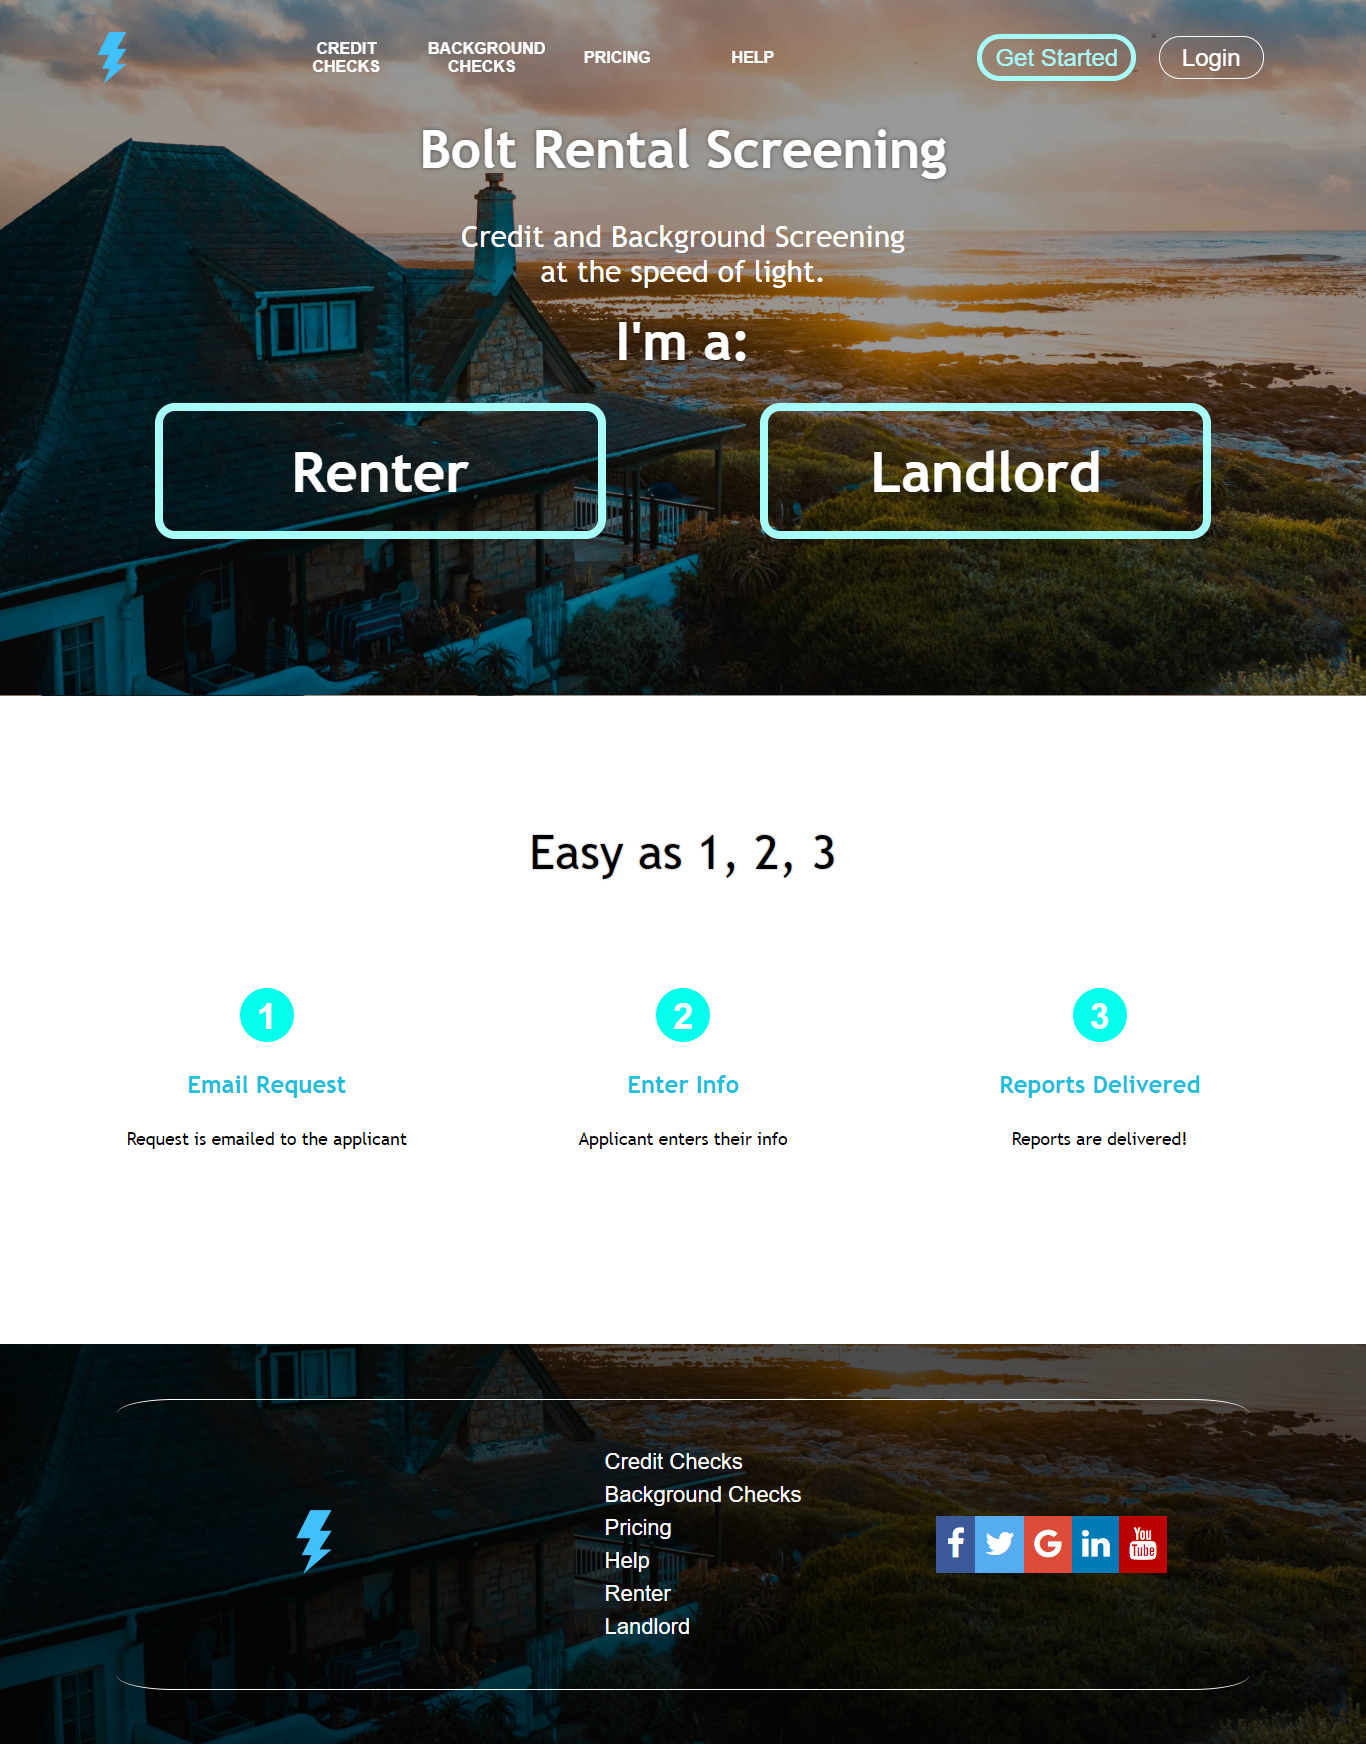 CREDIT
CHECKS
BACKGROUND
CHECKS
PRICING
HELP
Get Started
Login
Bolt Rental Screening
Credit and Background Screening
at the speed of light.
I'm a:
Renter
Landlord
Easy as 1, 2, 3
1
2
3
Email Request
Enter Info
Reports Delivered
Request is emailed to the applicant
Applicant enters their info
Reports are delivered!
Credit Checks
Background Checks
Pricing
Help
Renter
Landlord
f
G
in
You
Tube